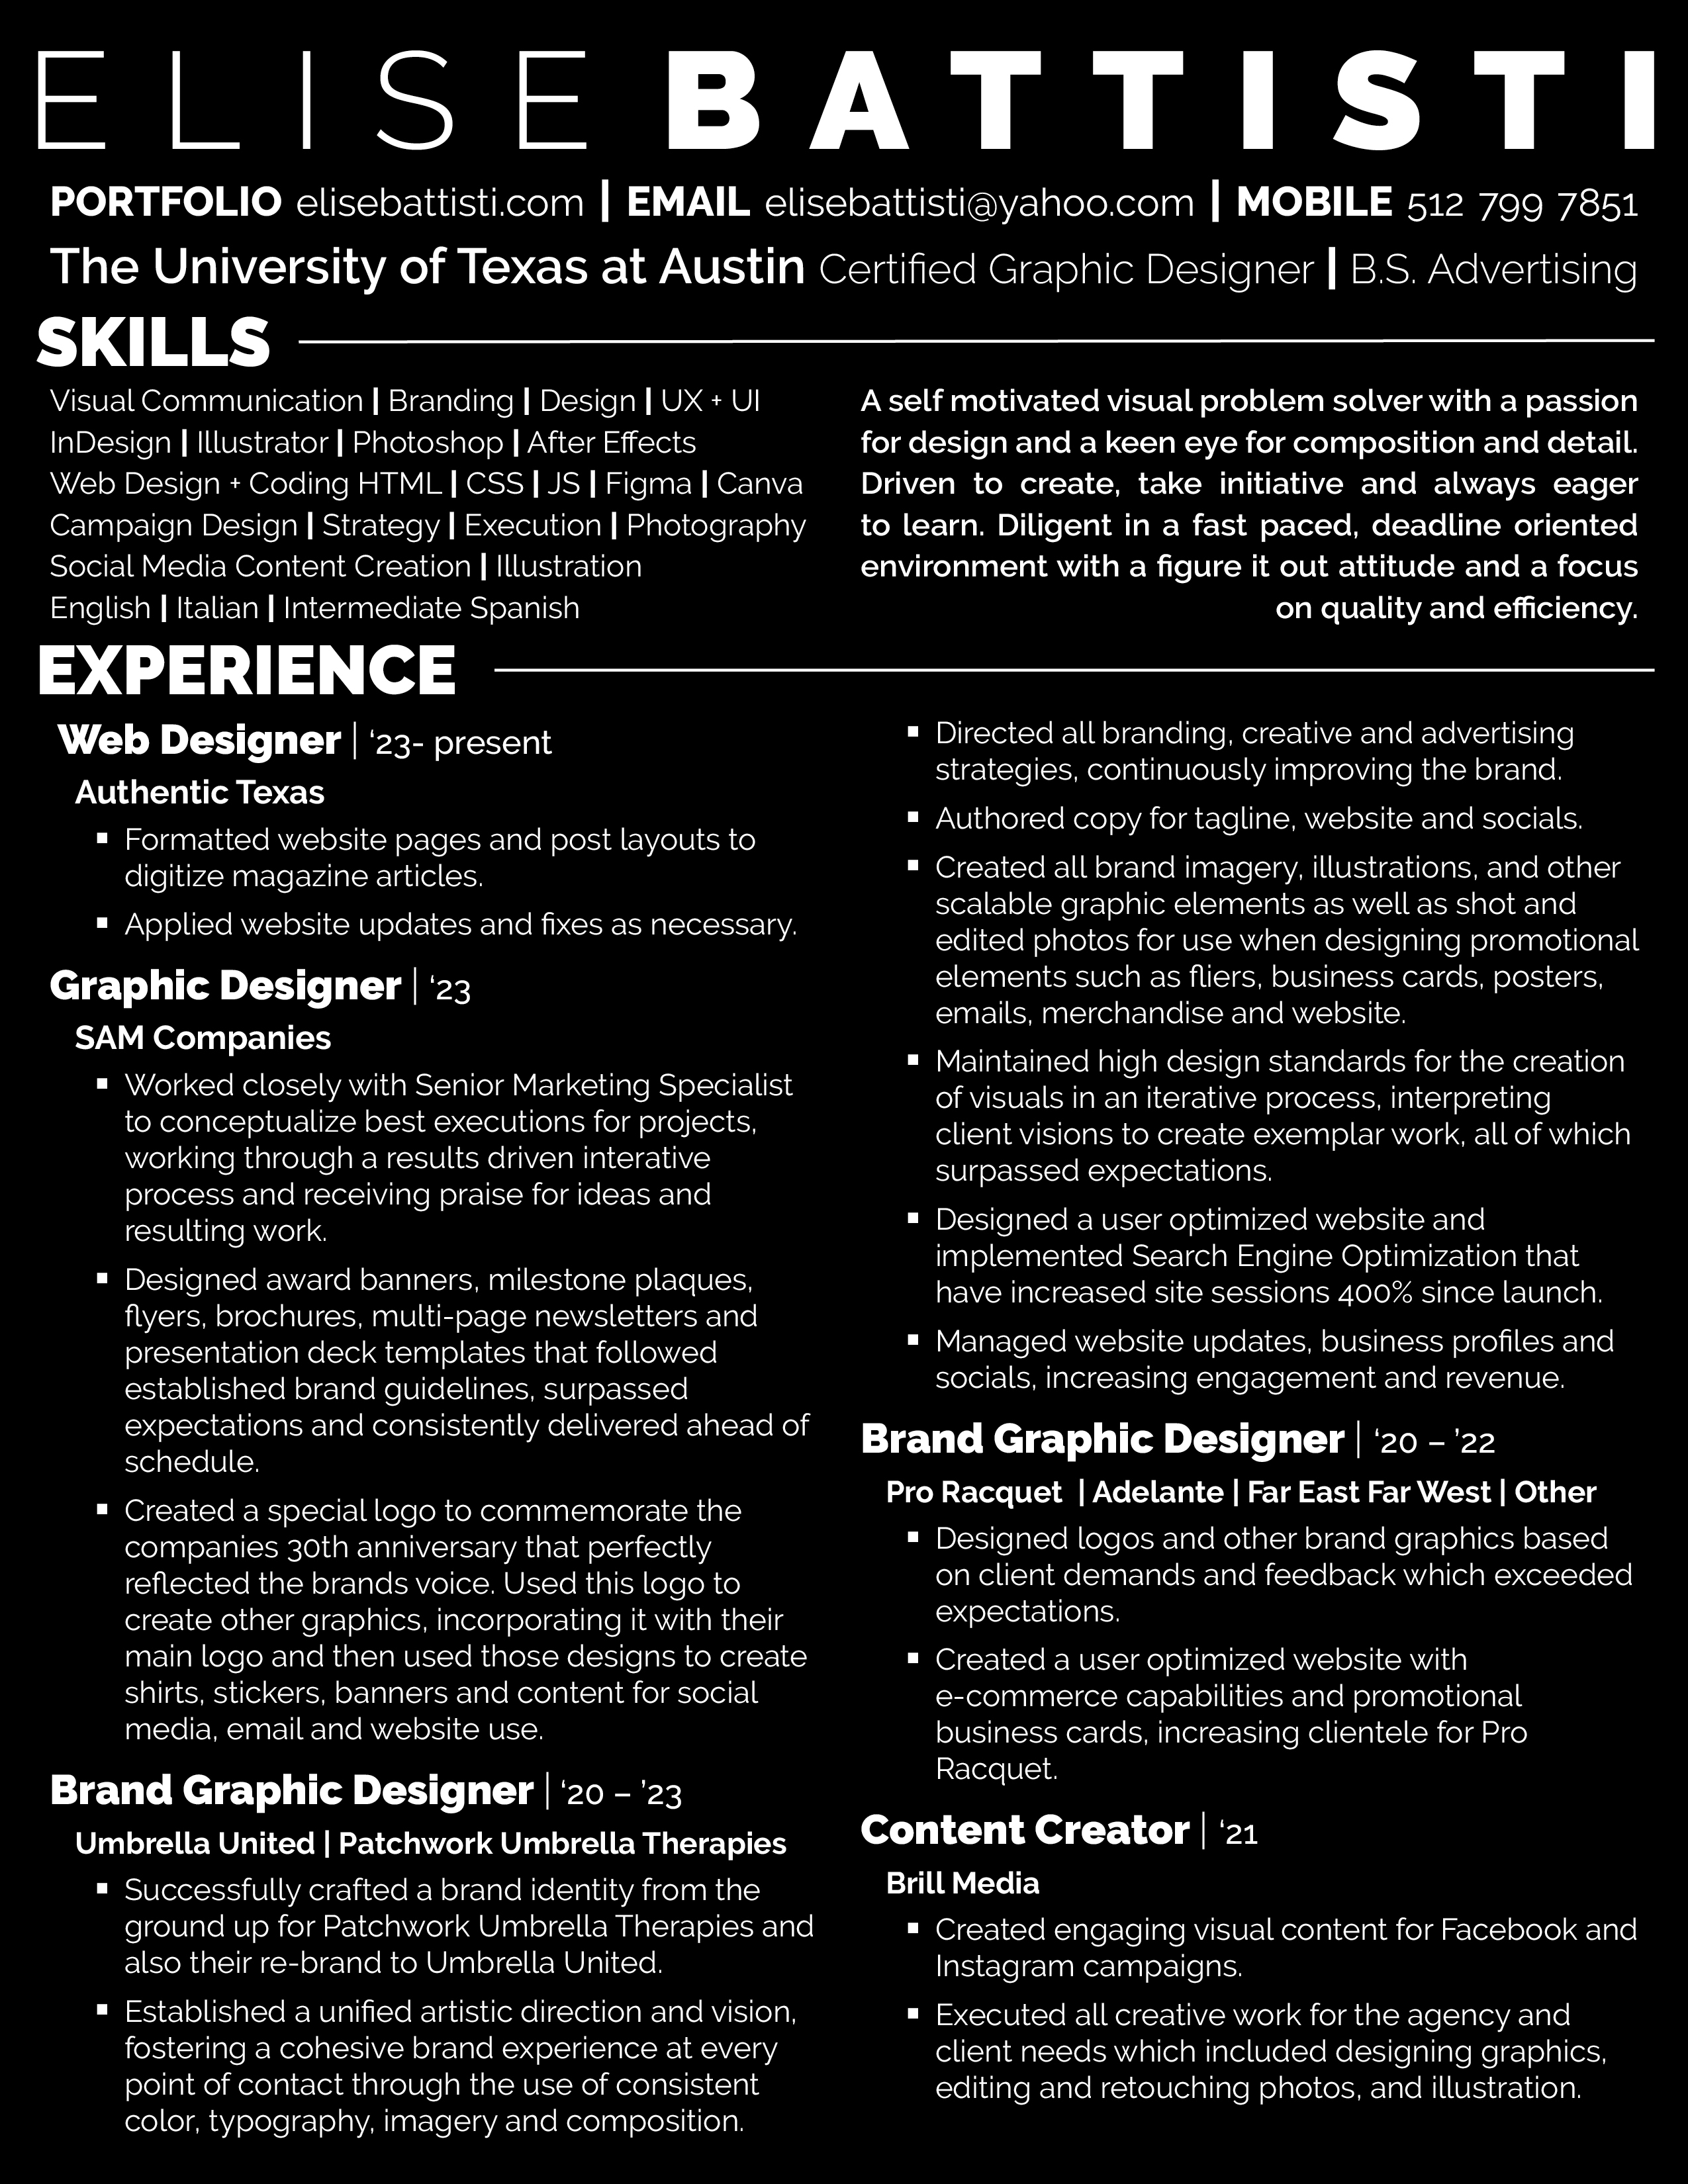 ELISE BATTISTI
PORTFOLIO elisebattisti.com | EMAIL elisebattisti@yahoo.com | MOBILE 512 799 7851
The University of Texas at Austin Certified Graphic Designer | B.S. Advertising
SKILLS
Visual Communication | Branding | Design | UX + UI
InDesign | Illustrator | Photoshop | After Effects
Web Design + Coding HTML | CSS | JS | Figma | Canva
Campaign Design | Strategy | Execution | Photography
Social Media Content Creation | Illustration
English | Italian | Intermediate Spanish
A self motivated visual problem solver with a passion
for design and a keen eye for composition and detail.
Driven to create, take initiative and always eager
to learn. Diligent in a fast paced, deadline oriented
environment with a figure it out attitude and a focus
on quality and efficiency.
EXPERIENCE
Web Designer | ‘23- present
Authentic Texas
▪ Formatted website pages and post layouts to
digitize magazine articles.
▪ Applied website updates and fixes as necessary.
Graphic Designer | ‘23
SAM Companies
▪ Worked closely with Senior Marketing Specialist
to conceptualize best executions for projects,
working through a results driven interative
process and receiving praise for ideas and
resulting work.
▪ Designed award banners, milestone plaques,
flyers, brochures, multi-page newsletters and
presentation deck templates that followed
established brand guidelines, surpassed
expectations and consistently delivered ahead of
schedule.
▪ Created a special logo to commemorate the
companies 30th anniversary that perfectly
reflected the brands voice. Used this logo to
create other graphics, incorporating it with their
main logo and then used those designs to create
shirts, stickers, banners and content for social
media, email and website use.
Brand Graphic Designer | ‘20 – ’23
Umbrella United | Patchwork Umbrella Therapies
▪ Successfully crafted a brand identity from the
ground up for Patchwork Umbrella Therapies and
also their re-brand to Umbrella United.
▪ Established a unified artistic direction and vision,
fostering a cohesive brand experience at every
point of contact through the use of consistent
color, typography, imagery and composition.
▪ Directed all branding, creative and advertising
strategies, continuously improving the brand.
▪ Authored copy for tagline, website and socials.
▪ Created all brand imagery, illustrations, and other
scalable graphic elements as well as shot and
edited photos for use when designing promotional
elements such as fliers, business cards, posters,
emails, merchandise and website.
▪ Maintained high design standards for the creation
of visuals in an iterative process, interpreting
client visions to create exemplar work, all of which
surpassed expectations.
▪ Designed a user optimized website and
implemented Search Engine Optimization that
have increased site sessions 400% since launch.
▪ Managed website updates, business profiles and
socials, increasing engagement and revenue.
Brand Graphic Designer | ‘20 – ’22
Pro Racquet | Adelante | Far East Far West | Other
▪ Designed logos and other brand graphics based
on client demands and feedback which exceeded
expectations.
▪ Created a user optimized website with
e-commerce capabilities and promotional
business cards, increasing clientele for Pro
Racquet.
Content Creator | ‘21
Brill Media
▪ Created engaging visual content for Facebook and
Instagram campaigns.
▪ Executed all creative work for the agency and
client needs which included designing graphics,
editing and retouching photos, and illustration.